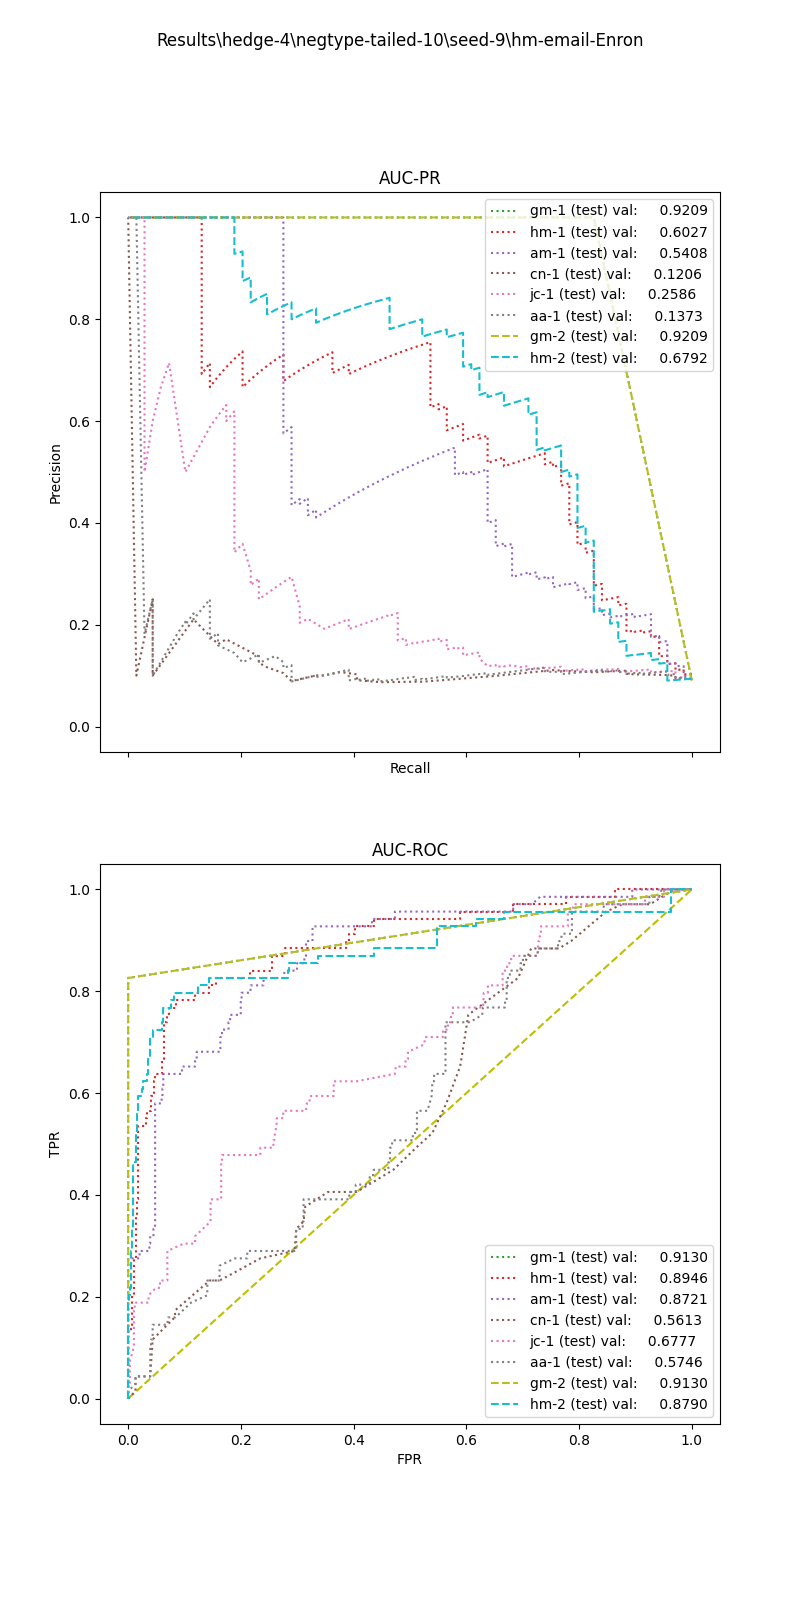 Results\hedge-4\negtype-tailed-10\seed-9\hm-email-Enron
AUC-PR
1.0
0.8
0.6
0.4
0.2
0.0
Precision
gm-1 (test) val: 0.9209
hm-1 (test) val: 0.6027
am-1 (test) val: 0.5408
cn-1 (test) val: 0.1206
jc-1 (test) val: 0.2586
aa-1 (test) val: 0.1373
gm-2 (test) val: 0.9209
hm-2 (test) val: 0.6792
Recall
AUC-ROC
1.0
0.8
0.6
0.4
0.2
0.0
TPR
gm-1 (test) val: 0.9130
hm-1 (test) val: 0.8946
am-1 (test) val: 0.8721
cn-1 (test) val: 0.5613
jc-1 (test) val: 0.6777
aa-1 (test) val: 0.5746
gm-2 (test) val: 0.9130
hm-2 (test) val: 0.8790
0.0 0.2 0.4 0.6 0.8 1.0
FPR